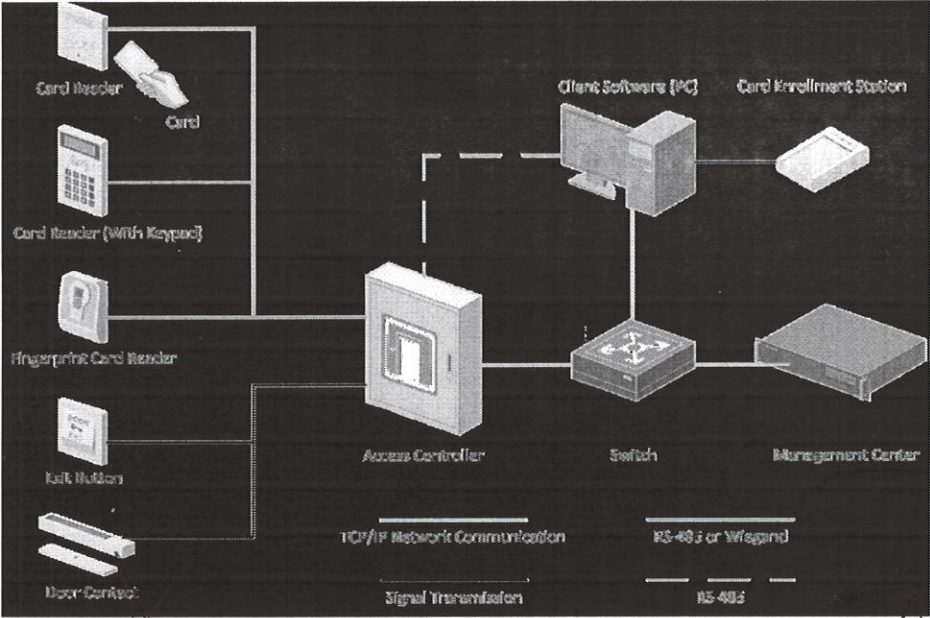 Card Reader
Card
Client Software (PC)
Card Enrollment Station
Card Reader (With Keypad)
Fingerprint Card Reader
Exit Button
Access Controller
Switch
Management Center
Door Contact
TCP/IP Network Communication
RS-485 or Wiegand
Signal Transmission
RS-485